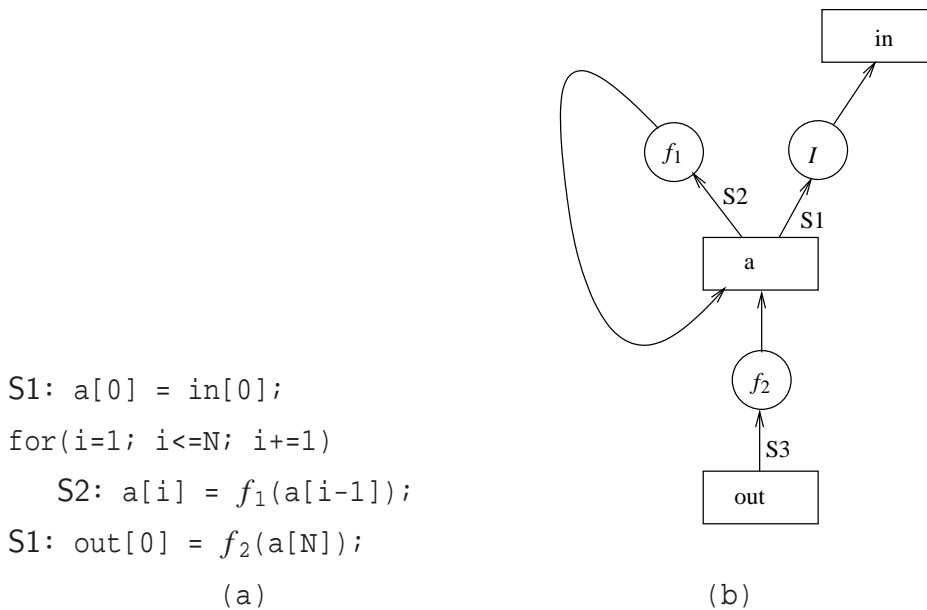 S1: a[0] = in[0];
for(i=1; i<=N; i+=1)
S2: a[i] = f₁(a[i-1]);
S1: out[0] = f₂(a[N]);
(a)
in
f₁
I
S2
S1
a
f₂
S3
out
(b)